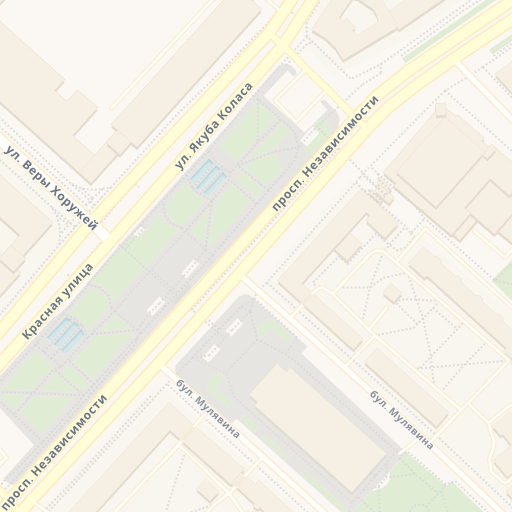 ул. Якуба Коласа
просп. Независимости
ул. Веры Хоружей
Красная улица
просп. Независимости
бул. Мулявина
бул. Мулявина